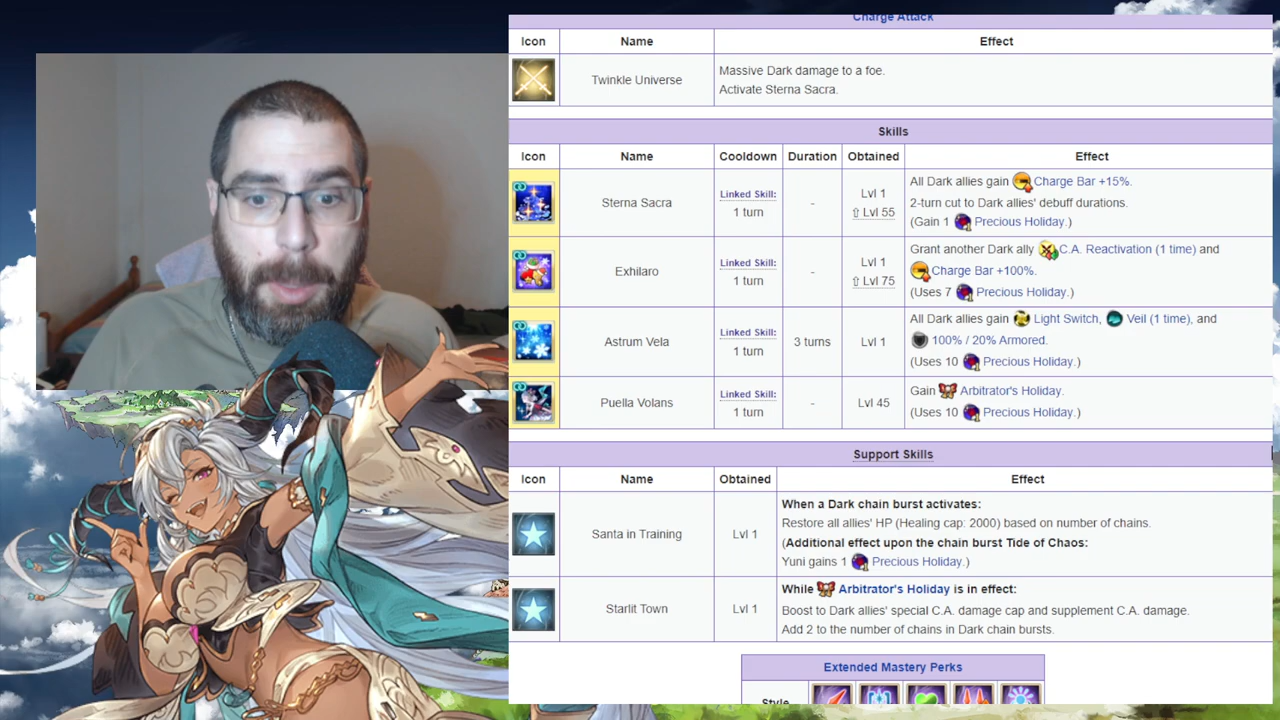 Charge Attack
Icon Name Effect
Twinkle Universe
Massive Dark damage to a foe.
Activate Sterna Sacra.
Skills
Icon Name Cooldown Duration Obtained Effect
Sterna Sacra
Linked Skill:
1 turn
-
Lvl 1
⇧ Lvl 55
All Dark allies gain Charge Bar +15%.
2-turn cut to Dark allies' debuff durations.
(Gain 1 Precious Holiday.)
Exhilaro
Linked Skill:
1 turn
-
Lvl 1
⇧ Lvl 75
Grant another Dark ally C.A. Reactivation (1 time) and
Charge Bar +100%.
(Uses 7 Precious Holiday.)
Astrum Vela
Linked Skill:
1 turn
3 turns
Lvl 1
All Dark allies gain Light Switch, Veil (1 time), and
100% / 20% Armored.
(Uses 10 Precious Holiday.)
Puella Volans
Linked Skill:
1 turn
-
Lvl 45
Gain Arbitrator's Holiday.
(Uses 10 Precious Holiday.)
Support Skills
Icon Name Obtained Effect
Santa in Training
Lvl 1
When a Dark chain burst activates:
Restore all allies' HP (Healing cap: 2000) based on number of chains.
(Additional effect upon the chain burst Tide of Chaos:
Yuni gains 1 Precious Holiday.)
Starlit Town
Lvl 1
While Arbitrator's Holiday is in effect:
Boost to Dark allies' special C.A. damage cap and supplement C.A. damage.
Add 2 to the number of chains in Dark chain bursts.
Extended Mastery Perks
Style